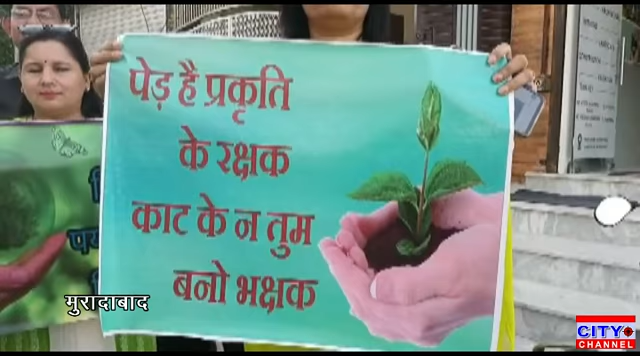 पेड़ है प्रकृति
के रक्षक
काट के न तुम
बनो भक्षक
मुरादाबाद
CITY
CHANNEL